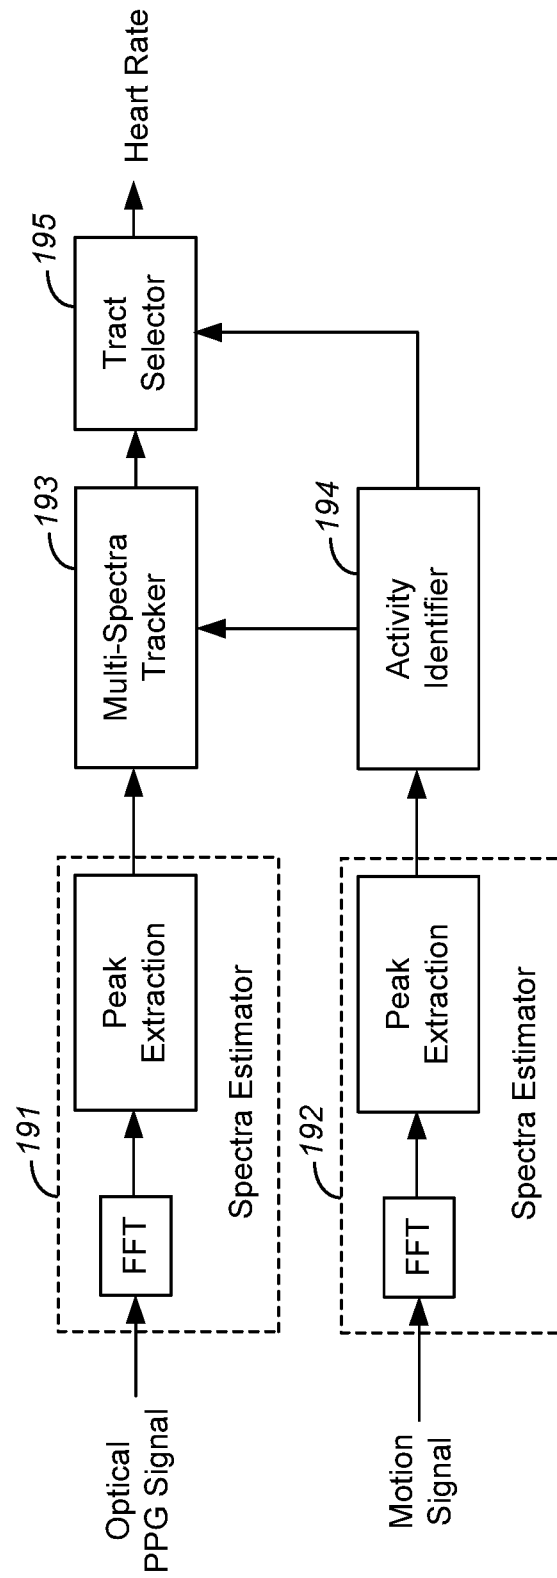 Optical
PPG Signal
191
FFT
Peak
Extraction
Spectra Estimator
193
Multi-Spectra
Tracker
195
Tract
Selector
Heart Rate
Motion
Signal
192
FFT
Peak
Extraction
Spectra Estimator
194
Activity
Identifier